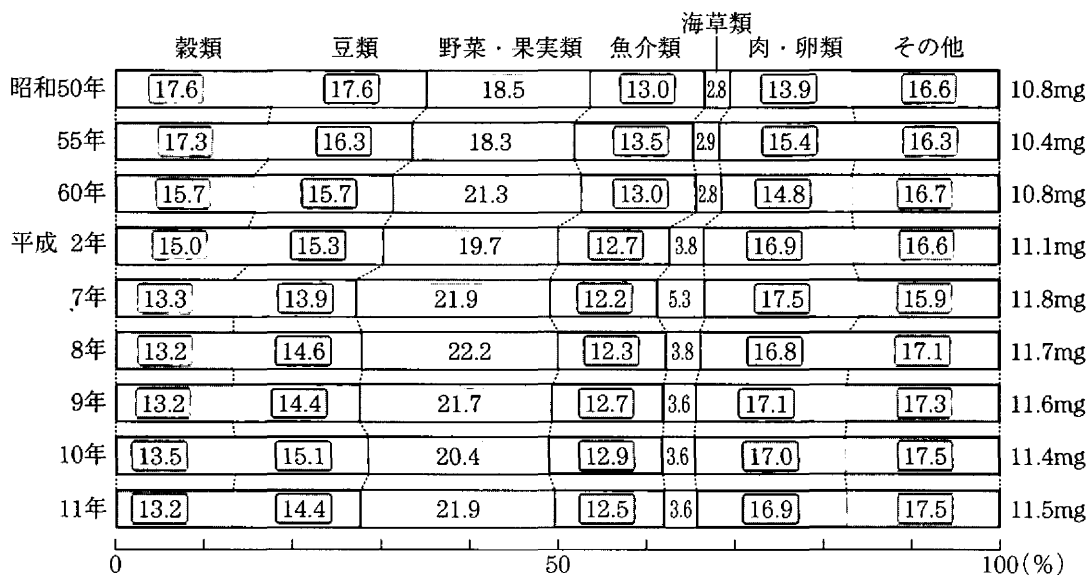 海草類
穀類 豆類 野菜・果実類 魚介類 肉・卵類 その他
昭和50年 17.6 17.6 18.5 13.0 2.8 13.9 16.6 10.8mg
55年 17.3 16.3 18.3 13.5 2.9 15.4 16.3 10.4mg
60年 15.7 15.7 21.3 13.0 2.8 14.8 16.7 10.8mg
平成 2年 15.0 15.3 19.7 12.7 3.8 16.9 16.6 11.1mg
7年 13.3 13.9 21.9 12.2 5.3 17.5 15.9 11.8mg
8年 13.2 14.6 22.2 12.3 3.8 16.8 17.1 11.7mg
9年 13.2 14.4 21.7 12.7 3.6 17.1 17.3 11.6mg
10年 13.5 15.1 20.4 12.9 3.6 17.0 17.5 11.4mg
11年 13.2 14.4 21.9 12.5 3.6 16.9 17.5 11.5mg
0 50 100(%)